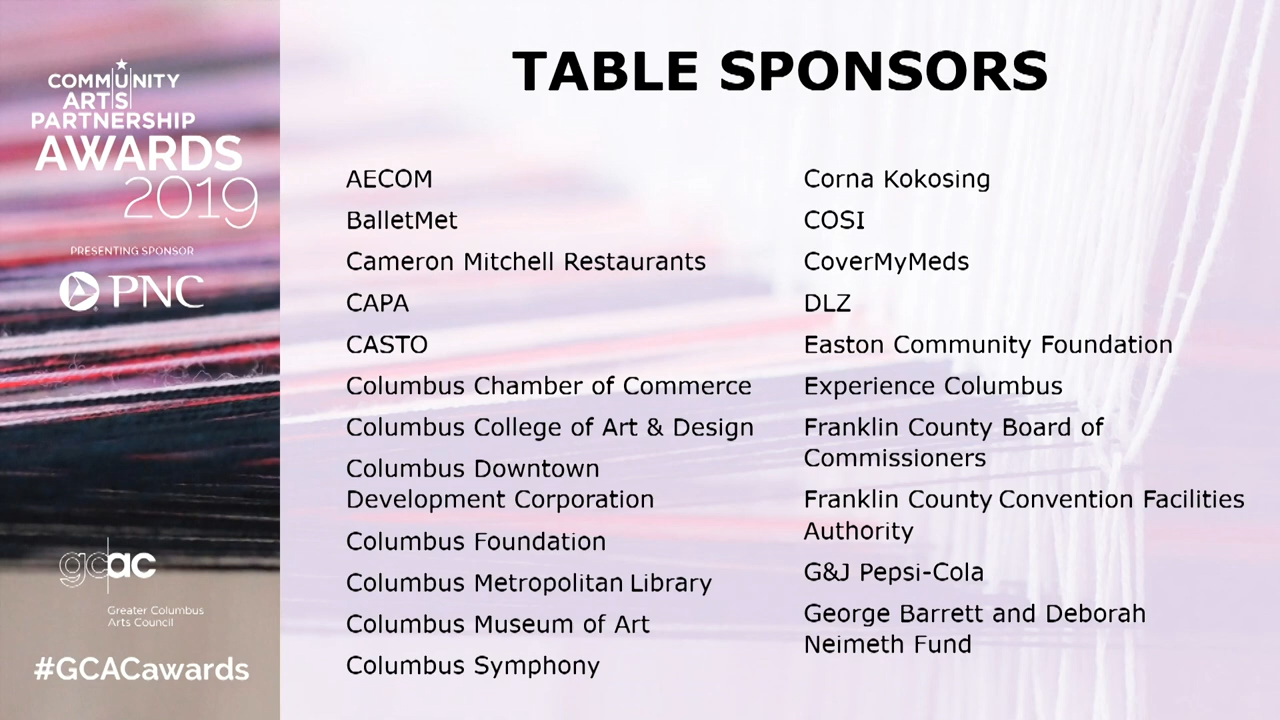 COMMUNITY
ARTS
PARTNERSHIP
AWARDS
2019
PRESENTING SPONSOR
PNC
gcac
Greater Columbus
Arts Council
#GCACawards
TABLE SPONSORS
AECOM
BalletMet
Cameron Mitchell Restaurants
CAPA
CASTO
Columbus Chamber of Commerce
Columbus College of Art & Design
Columbus Downtown
Development Corporation
Columbus Foundation
Columbus Metropolitan Library
Columbus Museum of Art
Columbus Symphony
Corna Kokosing
COSI
CoverMyMeds
DLZ
Easton Community Foundation
Experience Columbus
Franklin County Board of
Commissioners
Franklin County Convention Facilities
Authority
G&J Pepsi-Cola
George Barrett and Deborah
Neimeth Fund